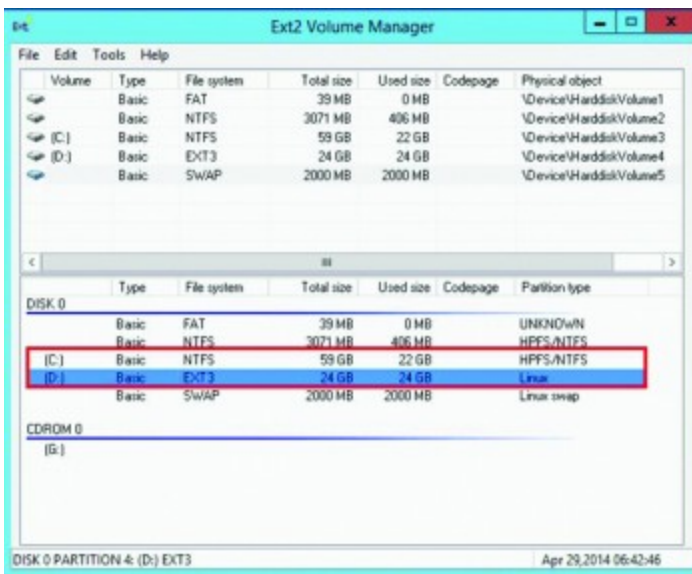 Ext2 Volume Manager
File Edit Tools Help
Volume Type File system Total size Used size Codepage Physical object
Basic FAT 39 MB 0 MB \Device\HarddiskVolume1
Basic NTFS 3071 MB 406 MB \Device\HarddiskVolume2
(C:) Basic NTFS 59 GB 22 GB \Device\HarddiskVolume3
(D:) Basic EXT3 24 GB 24 GB \Device\HarddiskVolume4
Basic SWAP 2000 MB 2000 MB \Device\HarddiskVolume5
Type File system Total size Used size Codepage Partition type
DISK 0
Basic FAT 39 MB 0 MB UNKNOWN
Basic NTFS 3071 MB 406 MB HPFS/NTFS
(C:) Basic NTFS 59 GB 22 GB HPFS/NTFS
(D:) Basic EXT3 24 GB 24 GB Linux
Basic SWAP 2000 MB 2000 MB Linux swap
CDROM 0
(G:)
DISK 0 PARTITION 4: (D:) EXT3 Apr 29,2014 06:42:46